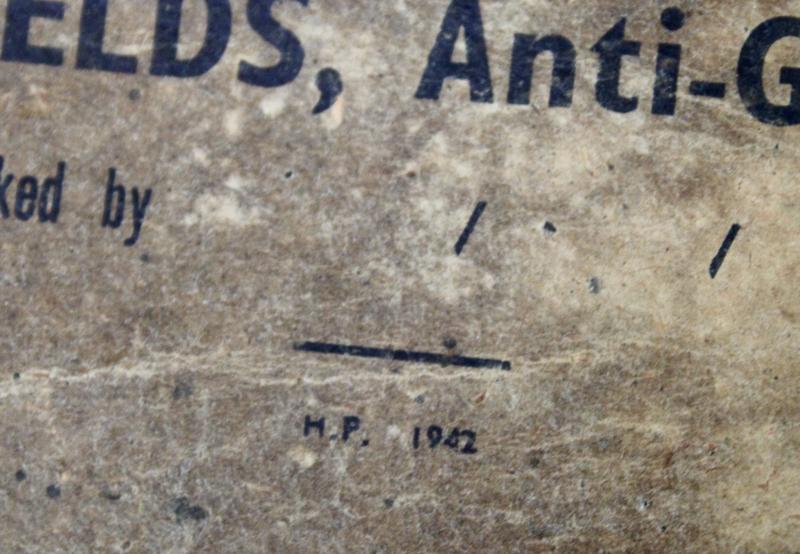 ELDS, Anti-G
ked by / /
H.P. 1942